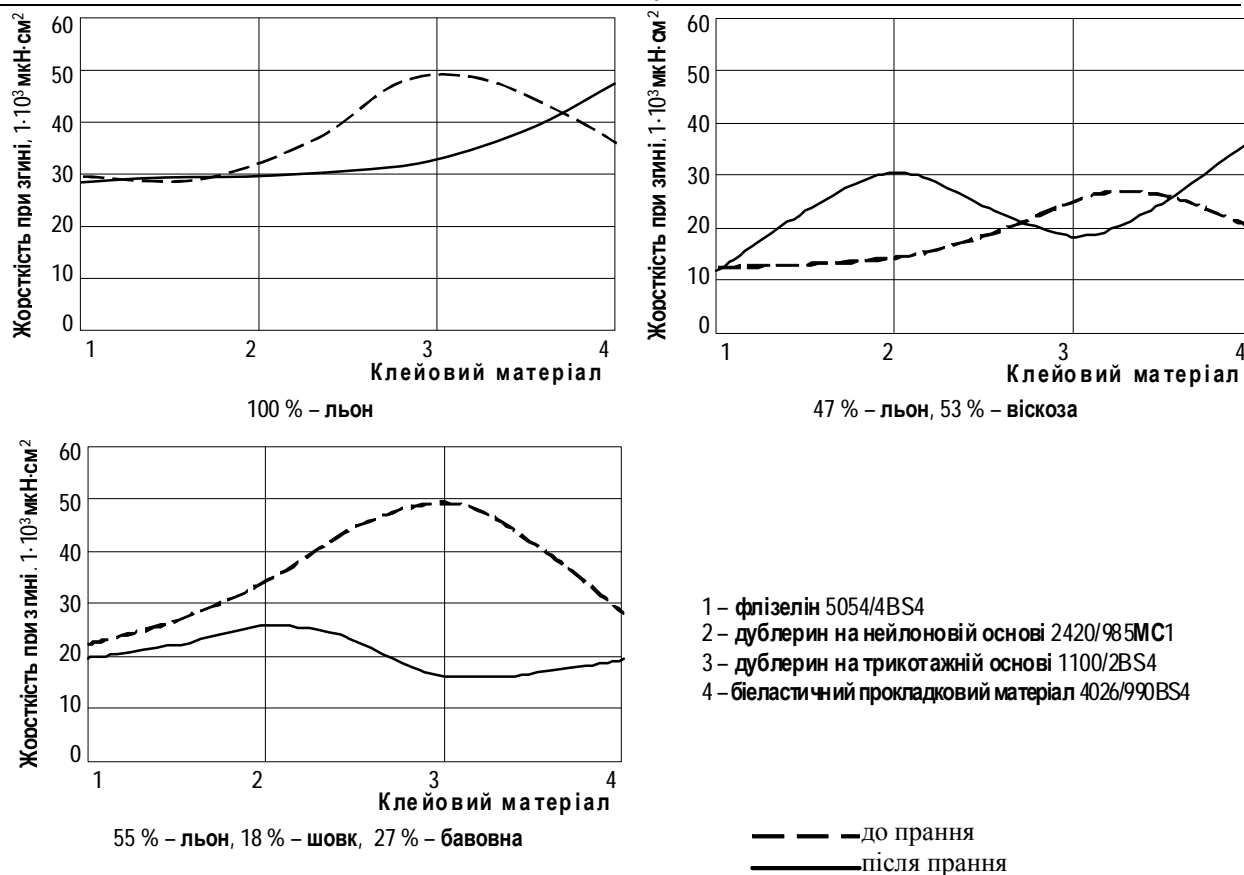 Жорсткість при згині, 1·10³ мкН·см²
60
50
40
30
20
10
0
1 2 3 4
Клейовий матеріал
100 % – льон
Жорсткість при згині, 1·10³ мкН·см²
60
50
40
30
20
10
0
1 2 3 4
Клейовий матеріал
47 % – льон, 53 % – віскоза
Жорсткість при згині, 1·10³ мкН·см²
60
50
40
30
20
10
0
1 2 3 4
Клейовий матеріал
55 % – льон, 18 % – шовк, 27 % – бавовна
1 – флізелін 5054/4BS4
2 – дублерин на нейлоновій основі 2420/985МС1
3 – дублерин на трикотажній основі 1100/2BS4
4 – біеластичний прокладковий матеріал 4026/990BS4
до прання
після прання